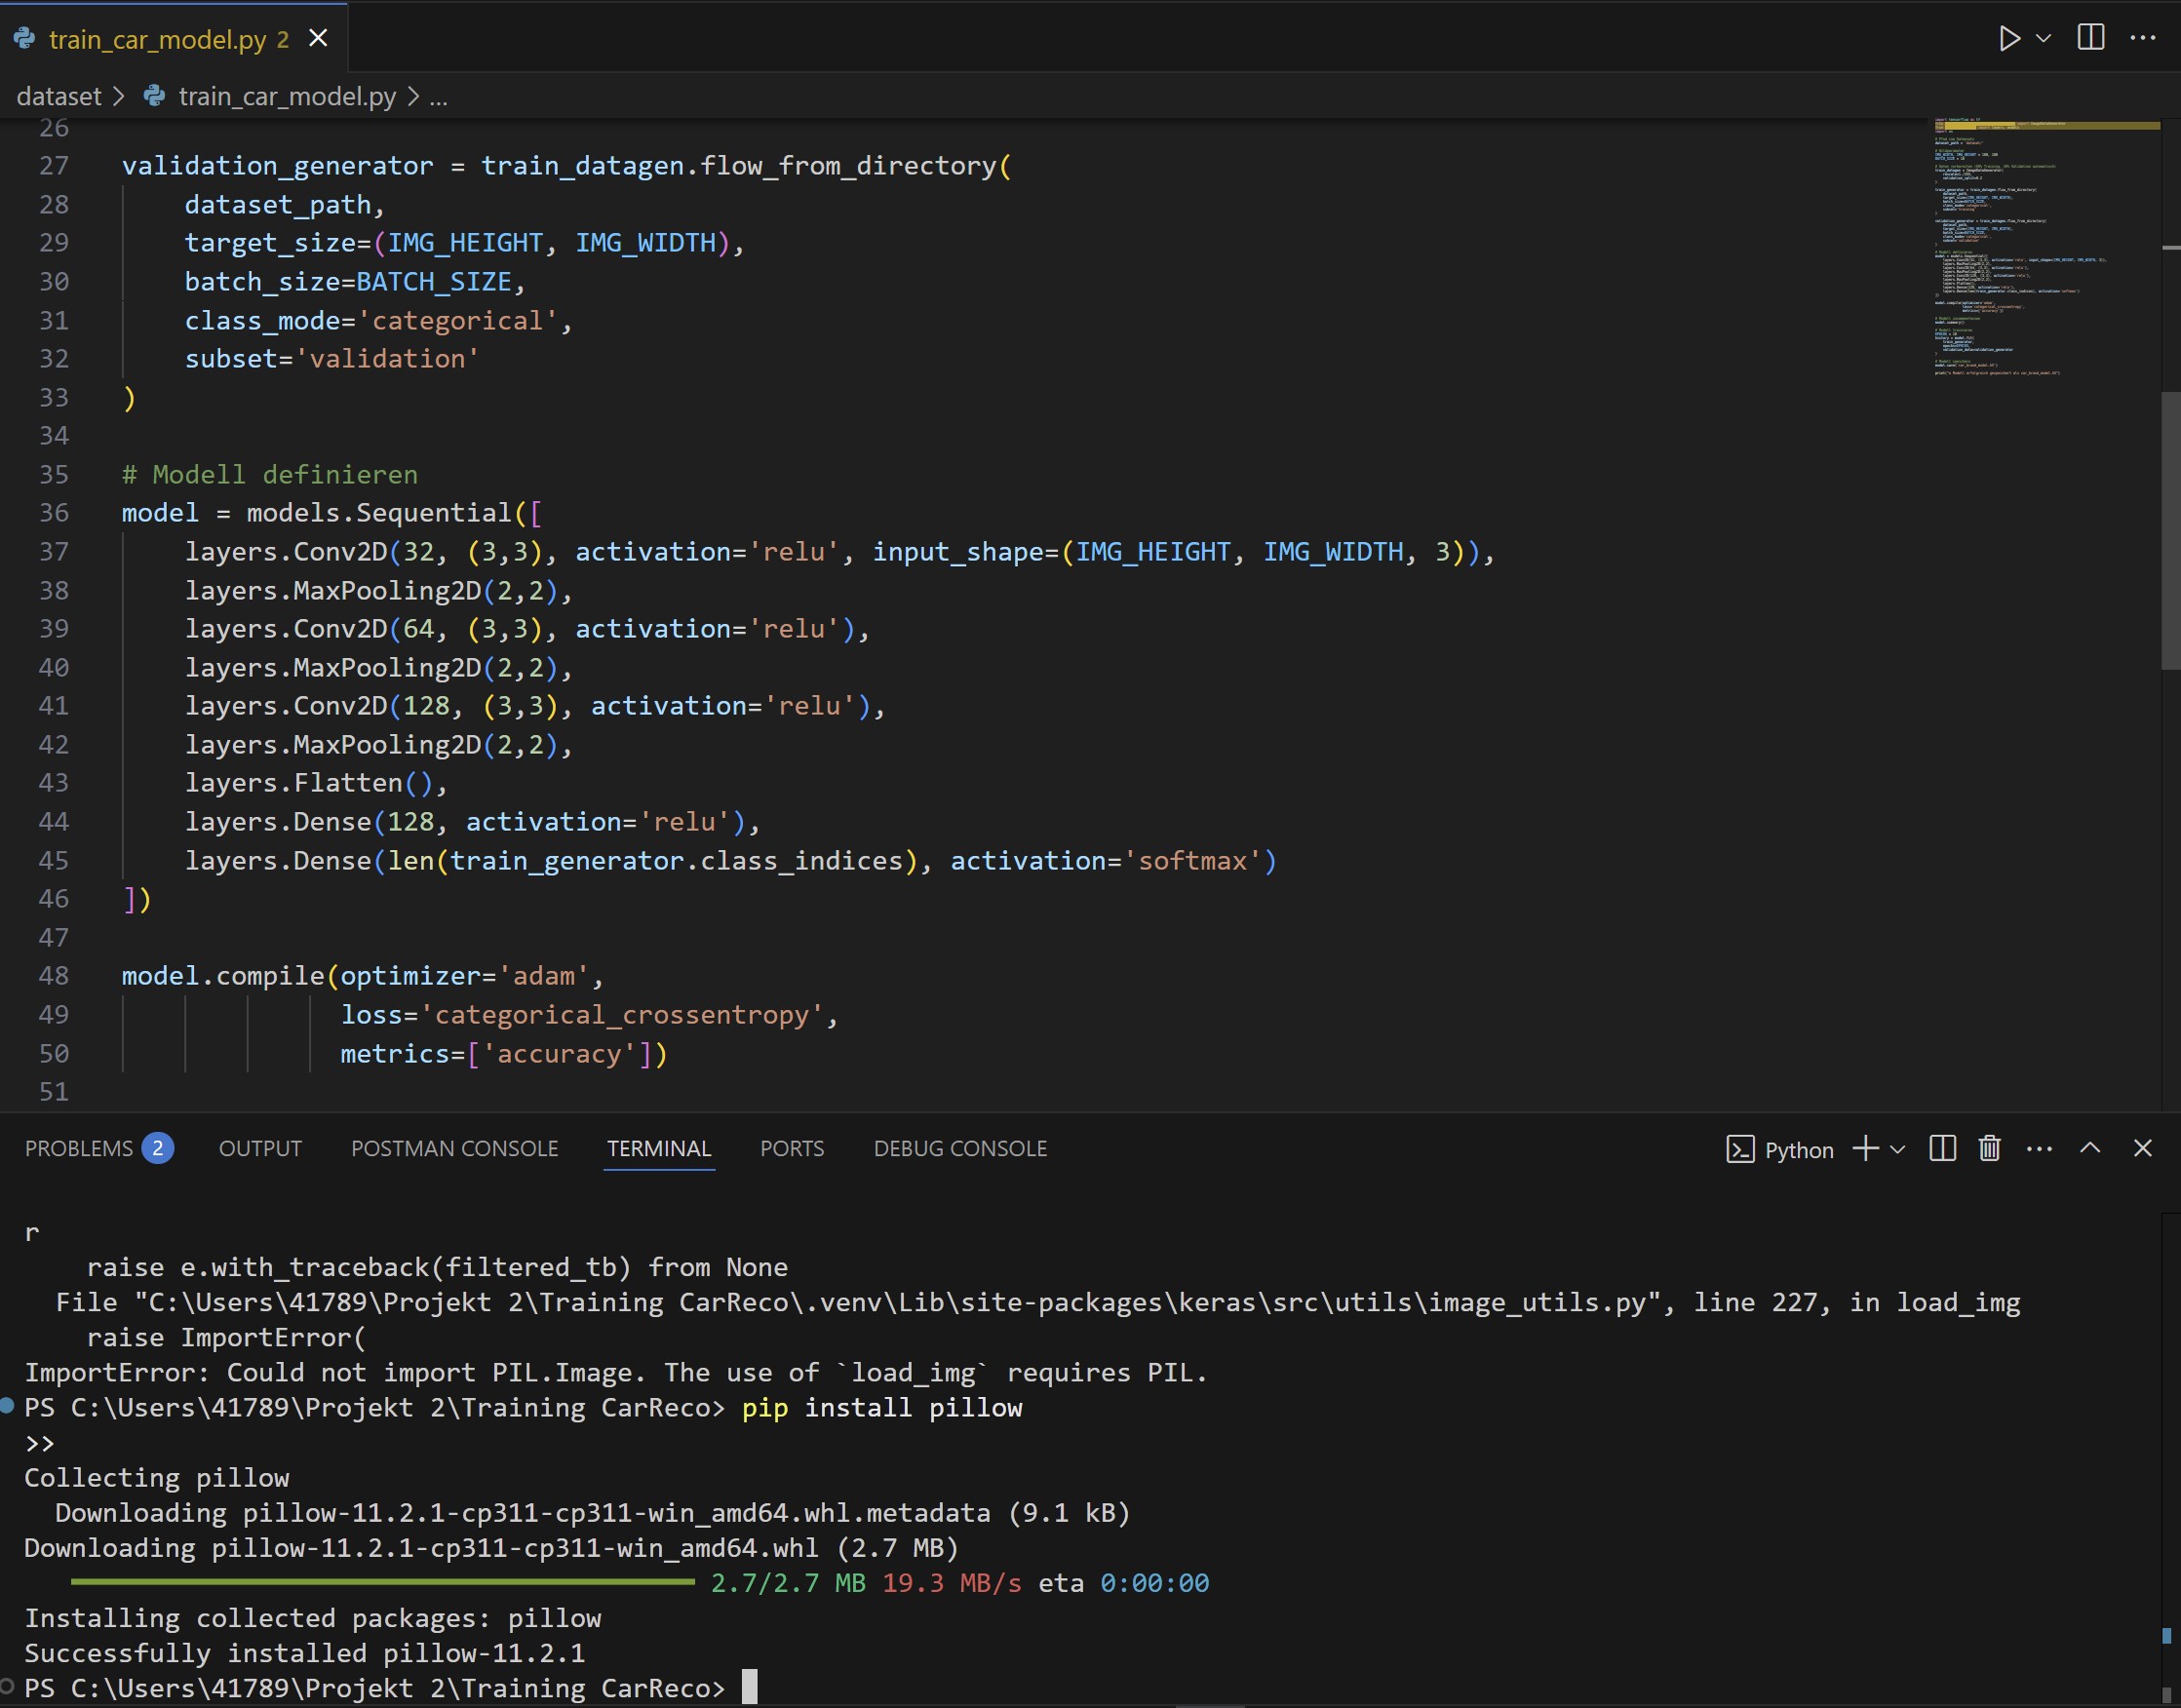 train_car_model.py 2
dataset > train_car_model.py > ...
26
27 validation_generator = train_datagen.flow_from_directory(
28     dataset_path,
29     target_size=(IMG_HEIGHT, IMG_WIDTH),
30     batch_size=BATCH_SIZE,
31     class_mode='categorical',
32     subset='validation'
33 )
34
35 # Modell definieren
36 model = models.Sequential([
37     layers.Conv2D(32, (3,3), activation='relu', input_shape=(IMG_HEIGHT, IMG_WIDTH, 3)),
38     layers.MaxPooling2D(2,2),
39     layers.Conv2D(64, (3,3), activation='relu'),
40     layers.MaxPooling2D(2,2),
41     layers.Conv2D(128, (3,3), activation='relu'),
42     layers.MaxPooling2D(2,2),
43     layers.Flatten(),
44     layers.Dense(128, activation='relu'),
45     layers.Dense(len(train_generator.class_indices), activation='softmax')
46 ])
47
48 model.compile(optimizer='adam',
49               loss='categorical_crossentropy',
50               metrics=['accuracy'])
51
PROBLEMS 2 OUTPUT POSTMAN CONSOLE TERMINAL PORTS DEBUG CONSOLE Python
r
    raise e.with_traceback(filtered_tb) from None
  File "C:\Users\41789\Projekt 2\Training CarReco\.venv\Lib\site-packages\keras\src\utils\image_utils.py", line 227, in load_img
    raise ImportError(
ImportError: Could not import PIL.Image. The use of `load_img` requires PIL.
PS C:\Users\41789\Projekt 2\Training CarReco> pip install pillow
>>
Collecting pillow
  Downloading pillow-11.2.1-cp311-cp311-win_amd64.whl.metadata (9.1 kB)
Downloading pillow-11.2.1-cp311-cp311-win_amd64.whl (2.7 MB)
2.7/2.7 MB 19.3 MB/s eta 0:00:00
Installing collected packages: pillow
Successfully installed pillow-11.2.1
PS C:\Users\41789\Projekt 2\Training CarReco>